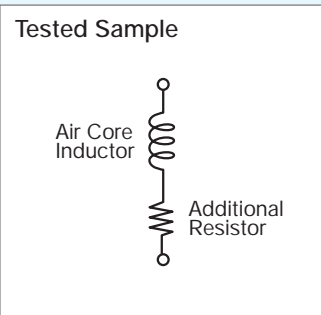 Tested Sample
Air Core
Inductor
Additional
Resistor